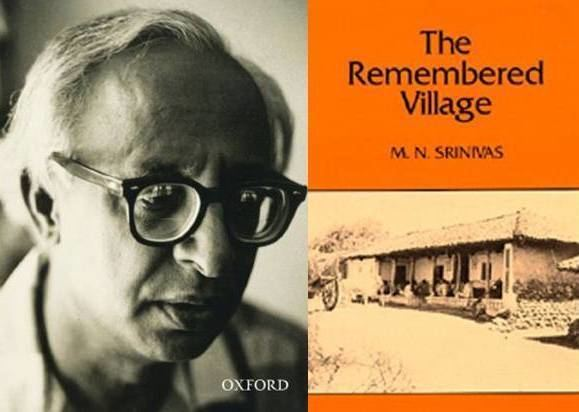 OXFORD
The
Remembered
Village
M. N. SRINIVAS